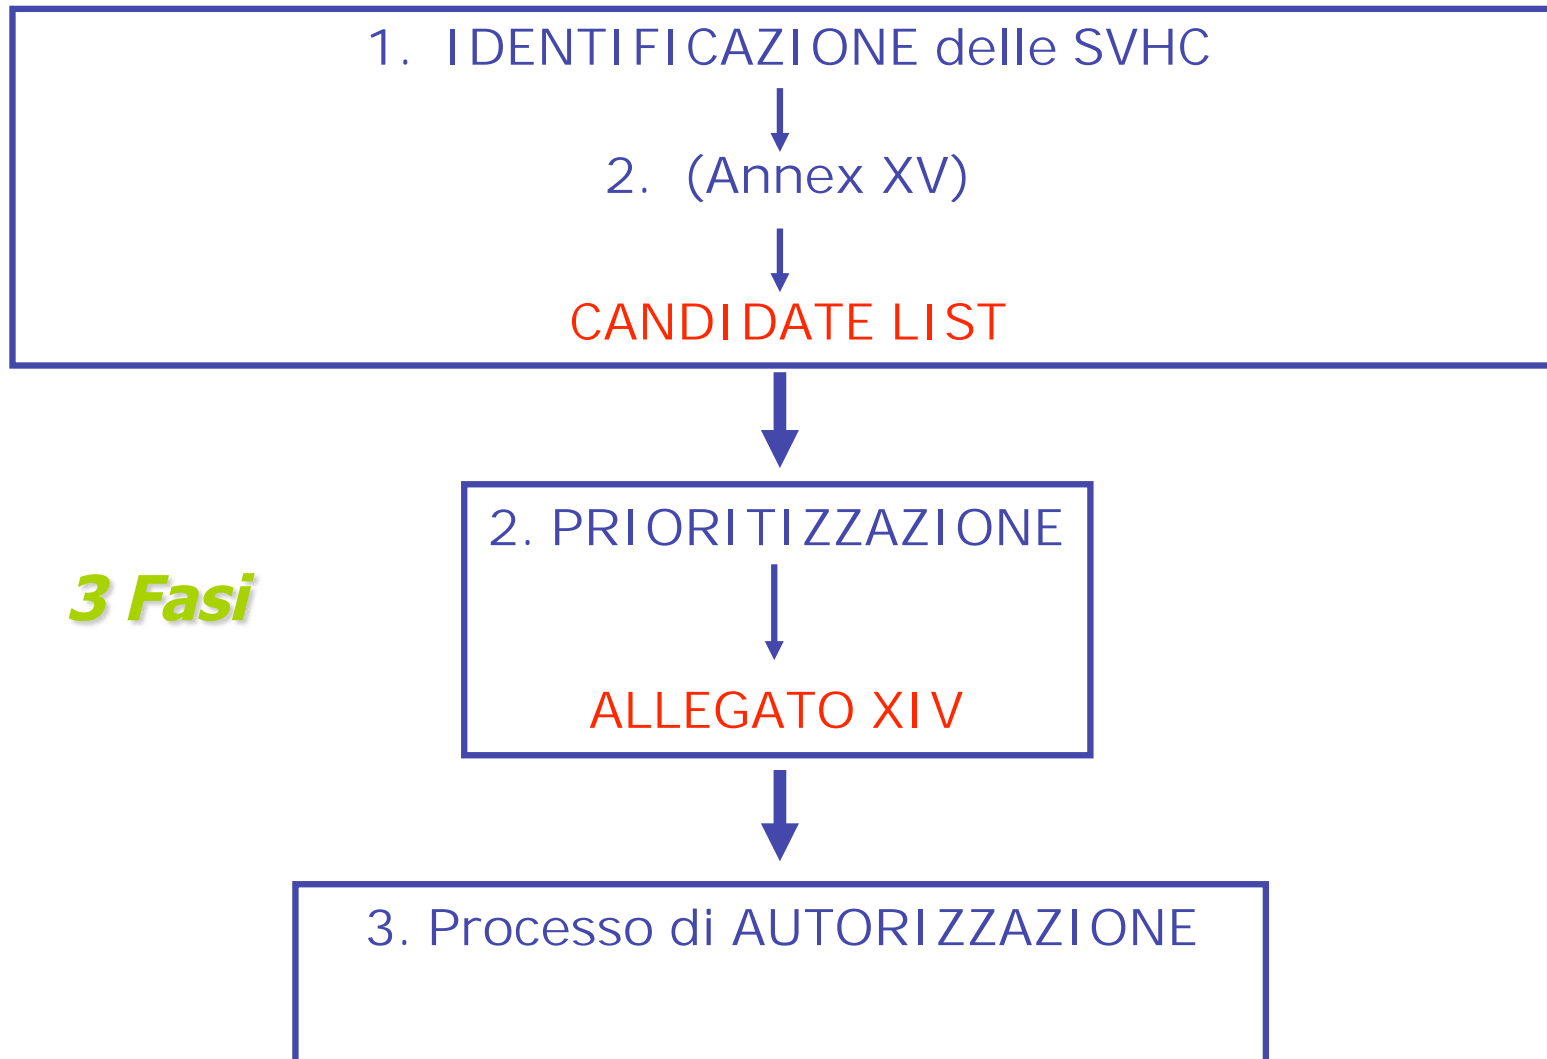 1. IDENTIFICAZIONE delle SVHC
2. (Annex XV)
CANDIDATE LIST
2. PRIORITIZZAZIONE
3 Fasi
ALLEGATO XIV
3. Processo di AUTORIZZAZIONE